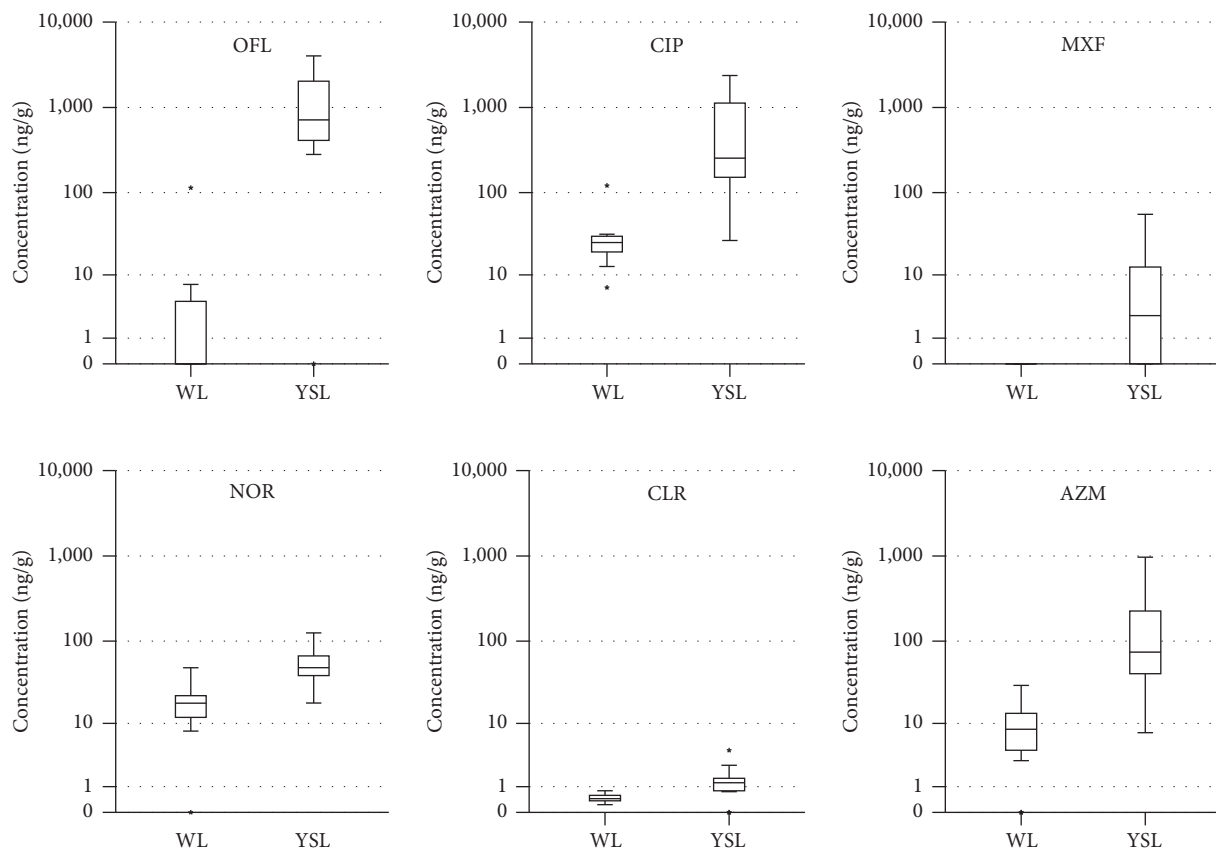 OFL
Concentration (ng/g)
10,000
1,000
100
10
1
0
WL
YSL
CIP
Concentration (ng/g)
10,000
1,000
100
10
1
0
WL
YSL
MXF
Concentration (ng/g)
10,000
1,000
100
10
1
0
WL
YSL
NOR
Concentration (ng/g)
10,000
1,000
100
10
1
0
WL
YSL
CLR
Concentration (ng/g)
10,000
1,000
100
10
1
0
WL
YSL
AZM
Concentration (ng/g)
10,000
1,000
100
10
1
0
WL
YSL